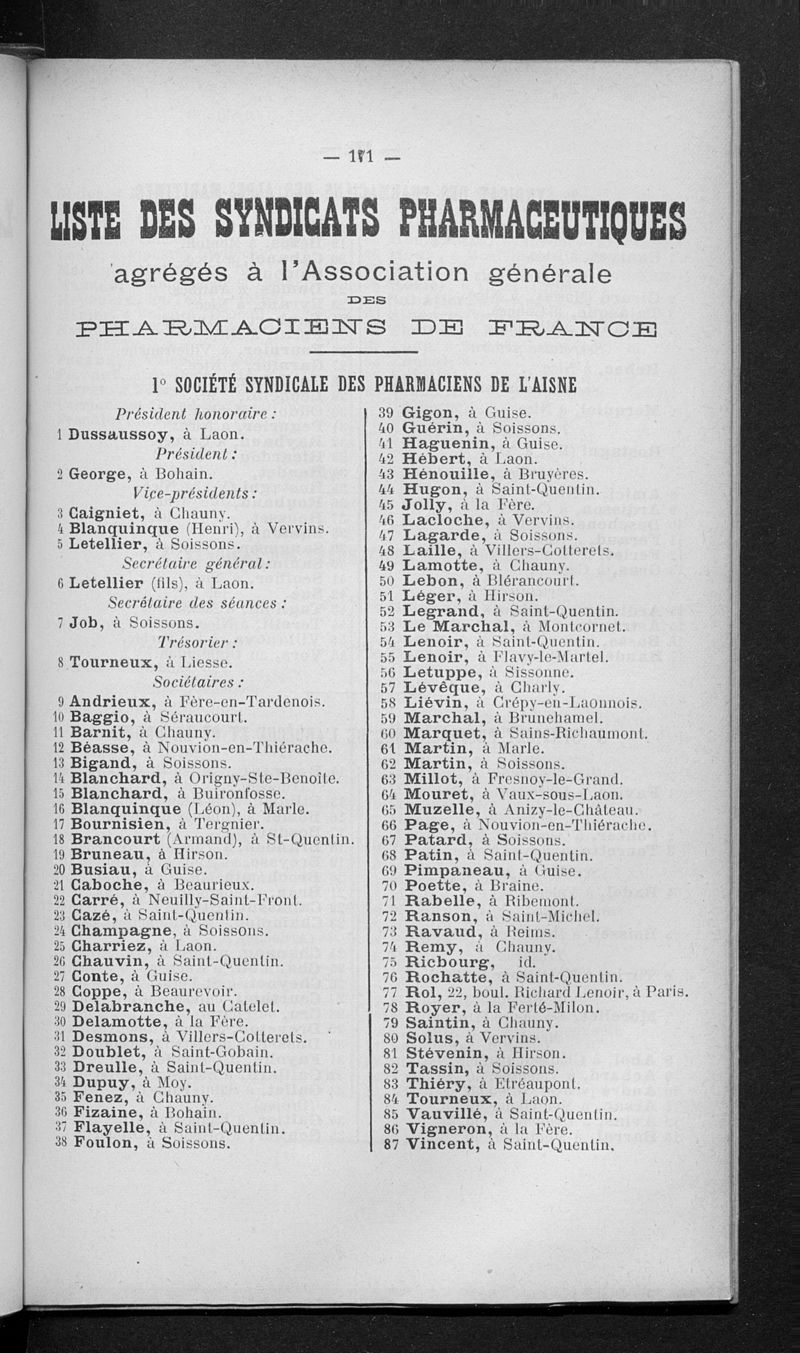 — 171 —
LISTE DES SYNDICATS PHARMACEUTIQUES
agrégés à l'Association générale
DES
PHARMACIENS DE FRANCE
1º SOCIÉTÉ SYNDICALE DES PHARMACIENS DE L'AISNE
Président honoraire :
1 Dussaussoy, à Laon.
Président :
2 George, à Bohain.
Vice-présidents :
3 Caigniet, à Chauny.
4 Blanquinque (Henri), à Vervins.
5 Letellier, à Soissons.
Secrétaire général :
6 Letellier (fils), à Laon.
Secrétaire des séances :
7 Job, à Soissons.
Trésorier :
8 Tourneux, à Liesse.
Sociétaires :
9 Andrieux, à Fère-en-Tardenois.
10 Baggio, à Séraucourt.
11 Barnit, à Chauny.
12 Béasse, à Nouvion-en-Thiérache.
13 Bigand, à Soissons.
14 Blanchard, à Origny-Ste-Benoîte.
15 Blanchard, à Buironfosse.
16 Blanquinque (Léon), à Marle.
17 Bournisien, à Tergnier.
18 Brancourt (Armand), à St-Quentin.
19 Bruneau, à Hirson.
20 Busiau, à Guise.
21 Caboche, à Beaurieux.
22 Carré, à Neuilly-Saint-Front.
23 Cazé, à Saint-Quentin.
24 Champagne, à Soissons.
25 Charriez, à Laon.
26 Chauvin, à Saint-Quentin.
27 Conte, à Guise.
28 Coppe, à Beaurevoir.
29 Delabranche, au Catelet.
30 Delamotte, à la Fère.
31 Desmons, à Villers-Cotterets.
32 Doublet, à Saint-Gobain.
33 Dreulle, à Saint-Quentin.
34 Dupuy, à Moy.
35 Fenez, à Chauny.
36 Fizaine, à Bohain.
37 Flayelle, à Saint-Quentin.
38 Foulon, à Soissons.
39 Gigon, à Guise.
40 Guérin, à Soissons.
41 Haguenin, à Guise.
42 Hébert, à Laon.
43 Hénouille, à Bruyères.
44 Hugon, à Saint-Quentin.
45 Jolly, à la Fère.
46 Lacloche, à Vervins.
47 Lagarde, à Soissons.
48 Laille, à Villers-Cotterets.
49 Lamotte, à Chauny.
50 Lebon, à Blérancourt.
51 Léger, à Hirson.
52 Legrand, à Saint-Quentin.
53 Le Marchal, à Montcornet.
54 Lenoir, à Saint-Quentin.
55 Lenoir, à Flavy-le-Martel.
56 Letuppe, à Sissonne.
57 Lévêque, à Charly.
58 Liévin, à Crépy-en-Laonnois.
59 Marchal, à Brunehamel.
60 Marquet, à Sains-Richaumont.
61 Martin, à Marle.
62 Martin, à Soissons.
63 Millot, à Fresnoy-le-Grand.
64 Mouret, à Vaux-sous-Laon.
65 Muzelle, à Anizy-le-Château.
66 Page, à Nouvion-en-Thiérache.
67 Patard, à Soissons.
68 Patin, à Saint-Quentin.
69 Pimpaneau, à Guise.
70 Poette, à Braine.
71 Rabelle, à Ribemont.
72 Ranson, à Saint-Michel.
73 Ravaud, à Reims.
74 Remy, à Chauny.
75 Ricbourg, id.
76 Rochatte, à Saint-Quentin.
77 Rol, 22, boul. Richard Lenoir, à Paris.
78 Royer, à la Ferté-Milon.
79 Saintin, à Chauny.
80 Solus, à Vervins.
81 Stévenin, à Hirson.
82 Tassin, à Soissons.
83 Thiéry, à Etréaupont.
84 Tourneux, à Laon.
85 Vauvillé, à Saint-Quentin.
86 Vigneron, à la Fère.
87 Vincent, à Saint-Quentin.